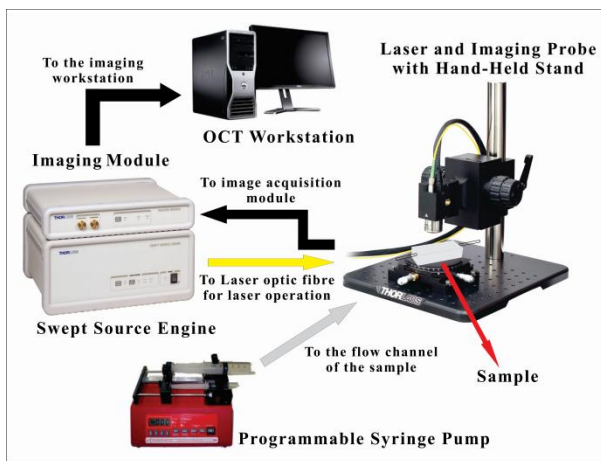 To the imaging
workstation
OCT Workstation
Laser and Imaging Probe
with Hand-Held Stand
Imaging Module
To image acquisition
module
THORLABS
THORLABS
To Laser optic fibre
for laser operation
Swept Source Engine
THORLABS
To the flow channel
of the sample
Sample
Programmable Syringe Pump